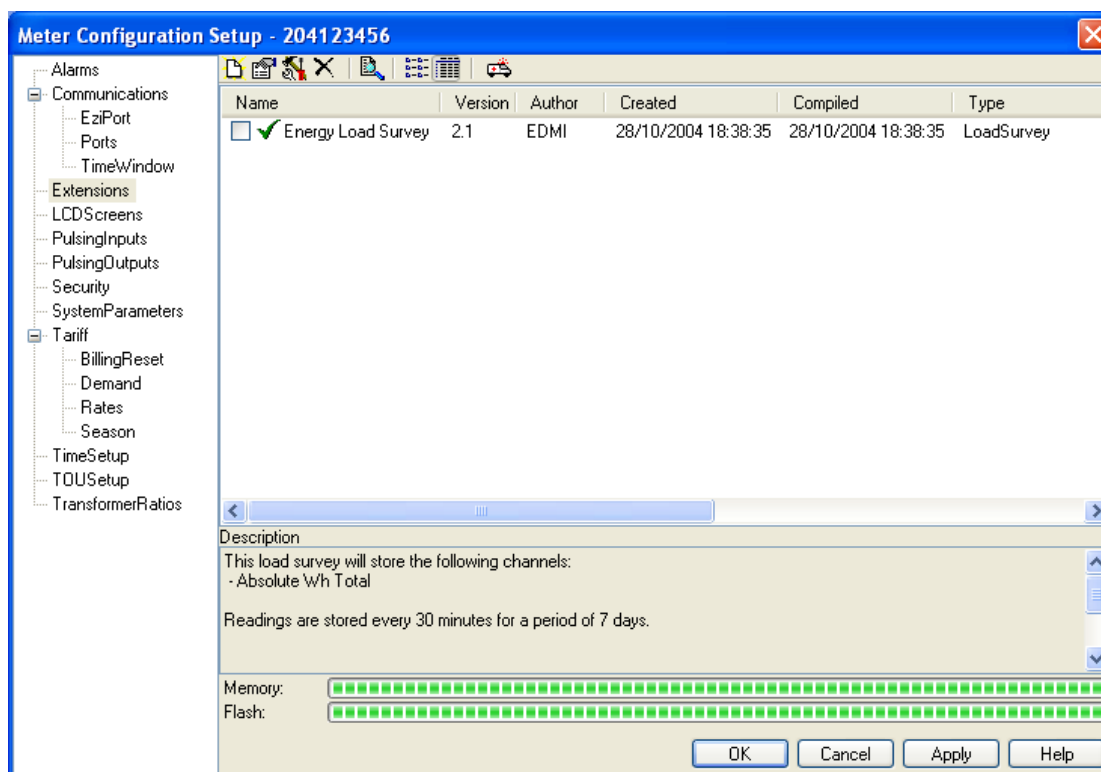 Meter Configuration Setup - 204123456
Alarms
Communications
EziPort
Ports
TimeWindow
Extensions
LCDScreens
PulsingInputs
PulsingOutputs
Security
SystemParameters
Tariff
BillingReset
Demand
Rates
Season
TimeSetup
TOUSetup
TransformerRatios
Name Version Author Created Compiled Type
Energy Load Survey 2.1 EDMI 28/10/2004 18:38:35 28/10/2004 18:38:35 LoadSurvey
Description
This load survey will store the following channels:
- Absolute Wh Total
Readings are stored every 30 minutes for a period of 7 days.
Memory:
Flash:
OK Cancel Apply Help